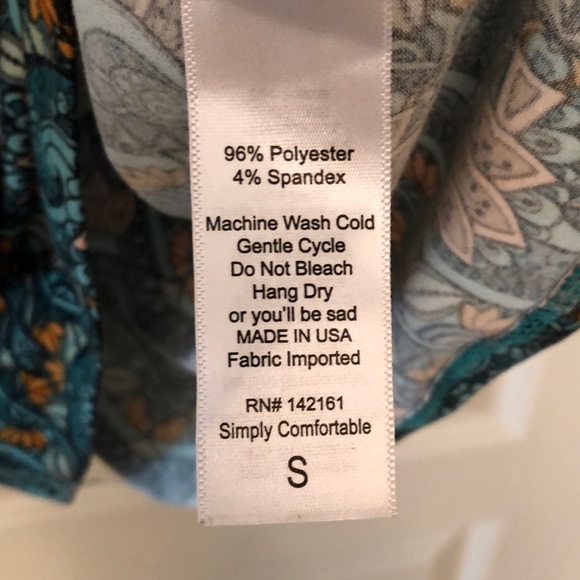 96% Polyester
4% Spandex
Machine Wash Cold
Gentle Cycle
Do Not Bleach
Hang Dry
or you'll be sad
MADE IN USA
Fabric Imported
RN# 142161
Simply Comfortable
S